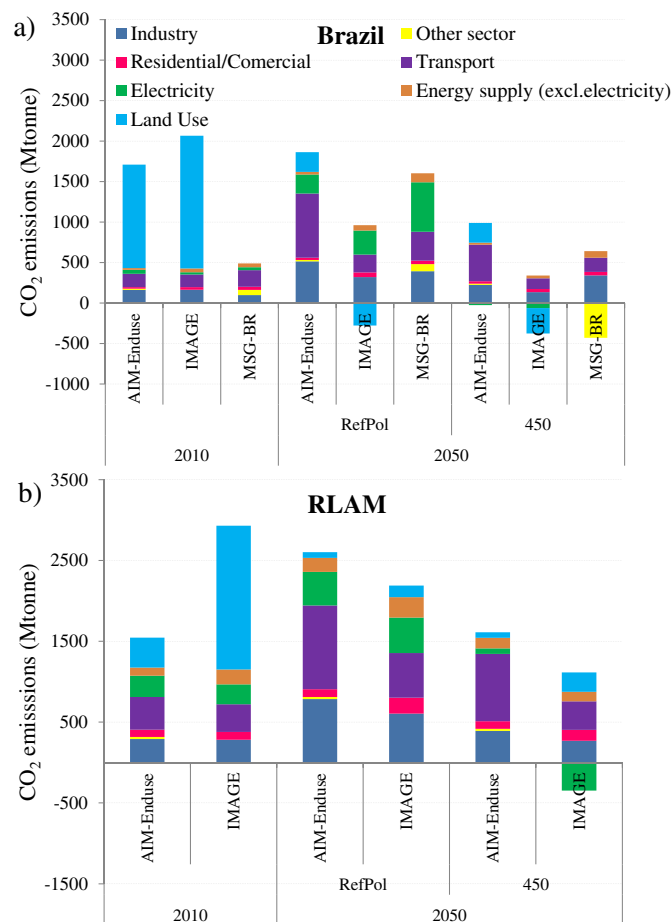 a)
Brazil
Industry
Other sector
Residential/Comercial
Transport
Electricity
Energy supply (excl.electricity)
Land Use
CO2 emissions (Mtonne)
3500
3000
2500
2000
1500
1000
500
0
-500
-1000
AIM-Enduse
IMAGE
MSG-BR
AIM-Enduse
IMAGE
MSG-BR
AIM-Enduse
IMAGE
MSG-BR
RefPol
450
2010
2050
b)
RLAM
CO2 emisssions (Mtonne)
3500
2500
1500
500
-500
-1500
AIM-Enduse
IMAGE
AIM-Enduse
IMAGE
AIM-Enduse
IMAGE
RefPol
450
2010
2050